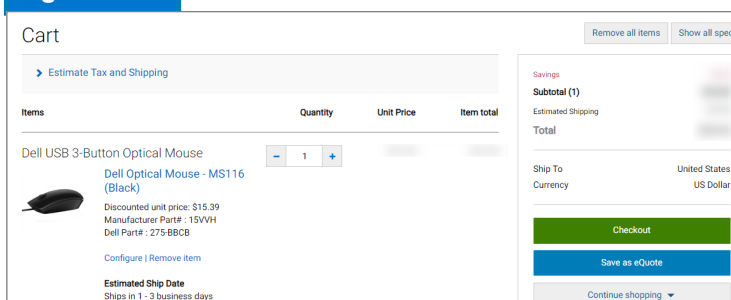 Cart
Remove all items
Show all
Estimate Tax and Shipping
Items Quantity Unit Price Item total
Dell USB 3-Button Optical Mouse
- 1 +
Dell Optical Mouse - MS116
(Black)
Discounted unit price: $15.39
Manufacturer Part# : 15VVH
Dell Part# : 275-BBCB
Configure | Remove item
Estimated Ship Date
Ships in 1 - 3 business days
Savings
Subtotal (1)
Estimated Shipping
Total
Ship To United States
Currency US Dollar
Checkout
Save as eQuote
Continue shopping